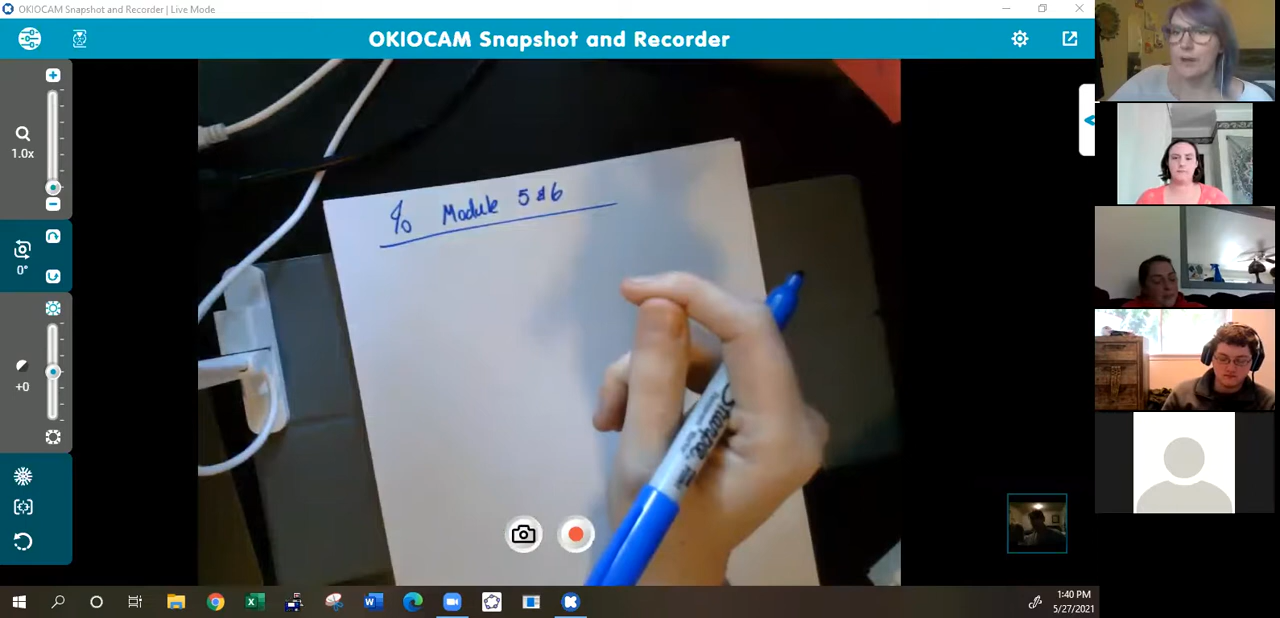 OKIOCAM Snapshot and Recorder | Live Mode
OKIOCAM Snapshot and Recorder
1.0x
0°
+0
% Module 5 & 6
Sharpie
1:40 PM
5/27/2021